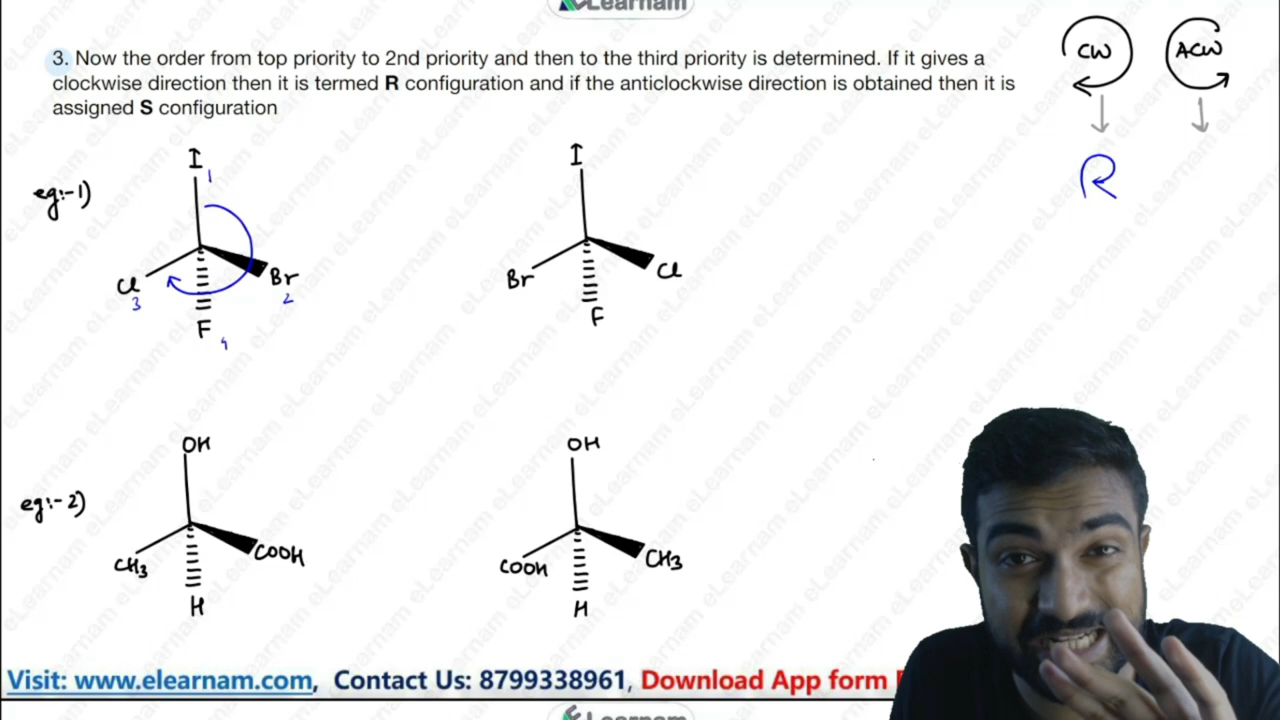 eLearnam
3. Now the order from top priority to 2nd priority and then to the third priority is determined. If it gives a
clockwise direction then it is termed R configuration and if the anticlockwise direction is obtained then it is
assigned S configuration
CW
ACW
R
eg:-1)
I
1
Cl
3
Br
2
F
4
I
Br
Cl
F
eg:-2)
OH
CH3
COOH
H
OH
COOH
CH3
H
Visit: www.elearnam.com, Contact Us: 8799338961, Download App form
eLearnam